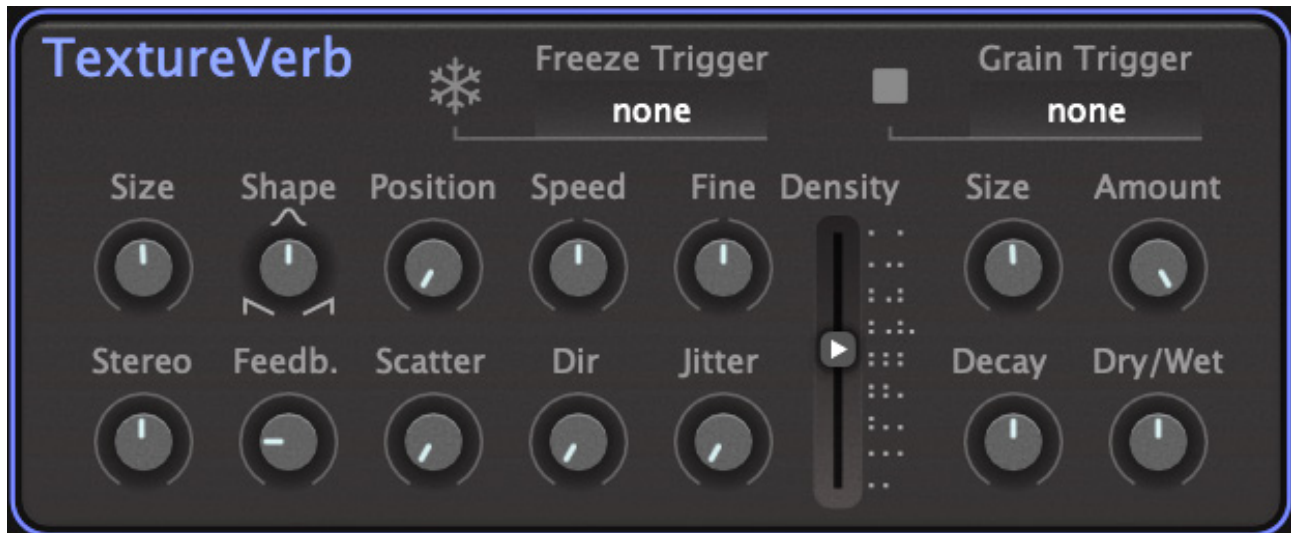 TextureVerb
Freeze Trigger
none
Grain Trigger
none
Size Shape Position Speed Fine Density Size Amount
Stereo Feedb. Scatter Dir Jitter Decay Dry/Wet